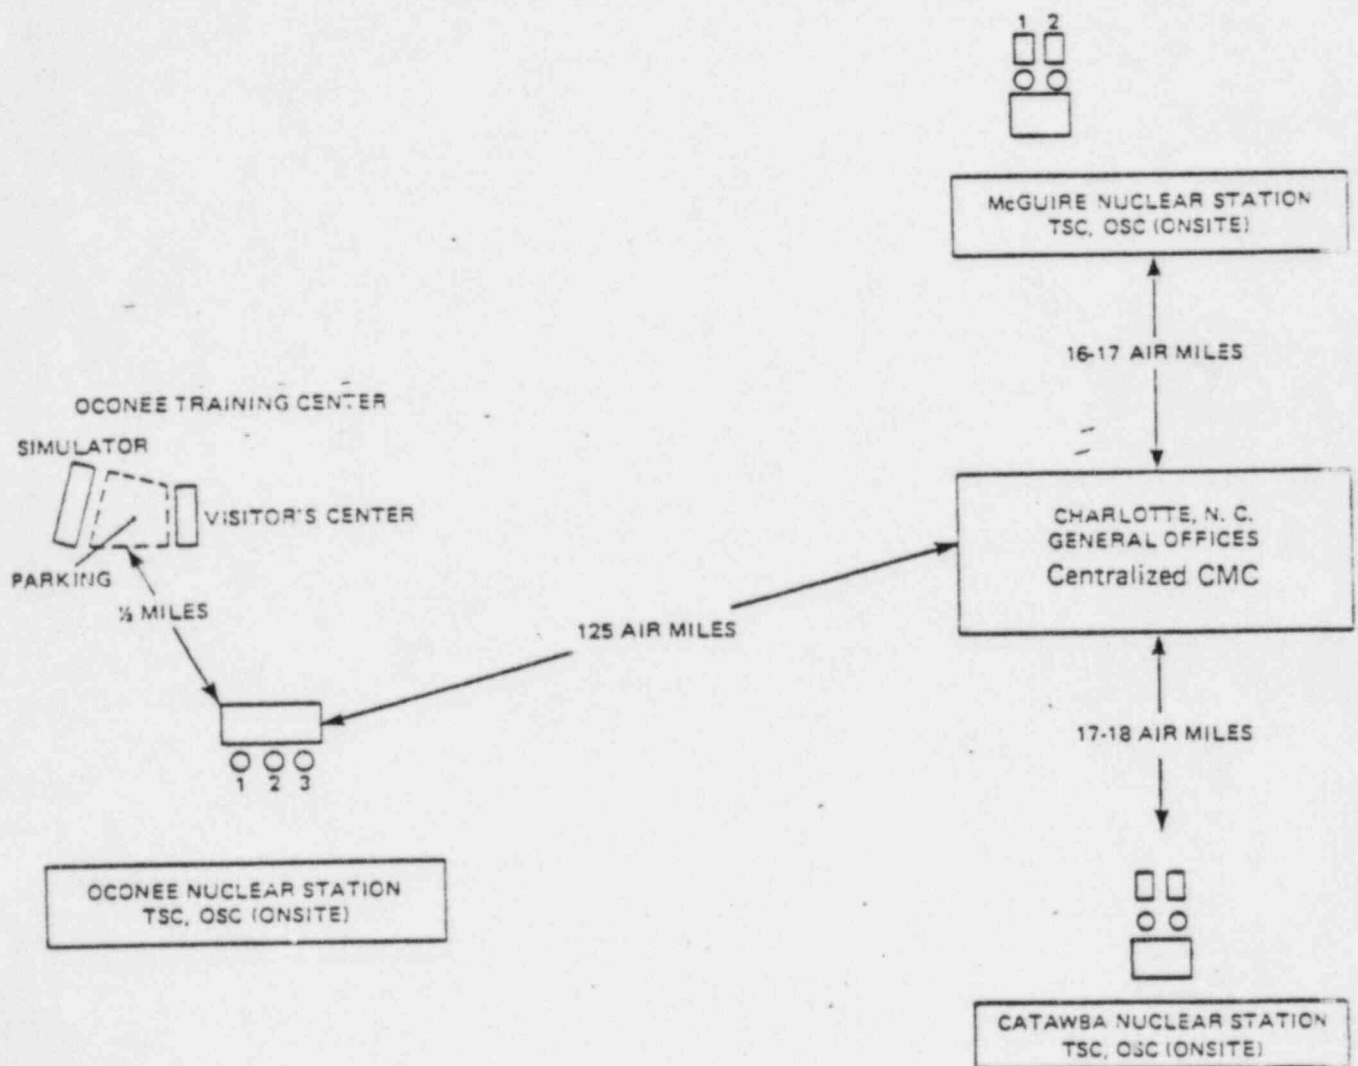 1 2
McGUIRE NUCLEAR STATION
TSC, OSC (ONSITE)
16-17 AIR MILES
OCONEE TRAINING CENTER
SIMULATOR
VISITOR'S CENTER
PARKING
½ MILES
CHARLOTTE, N. C.
GENERAL OFFICES
Centralized CMC
125 AIR MILES
17-18 AIR MILES
1 2 3
OCONEE NUCLEAR STATION
TSC, OSC (ONSITE)
CATAWBA NUCLEAR STATION
TSC, OSC (ONSITE)